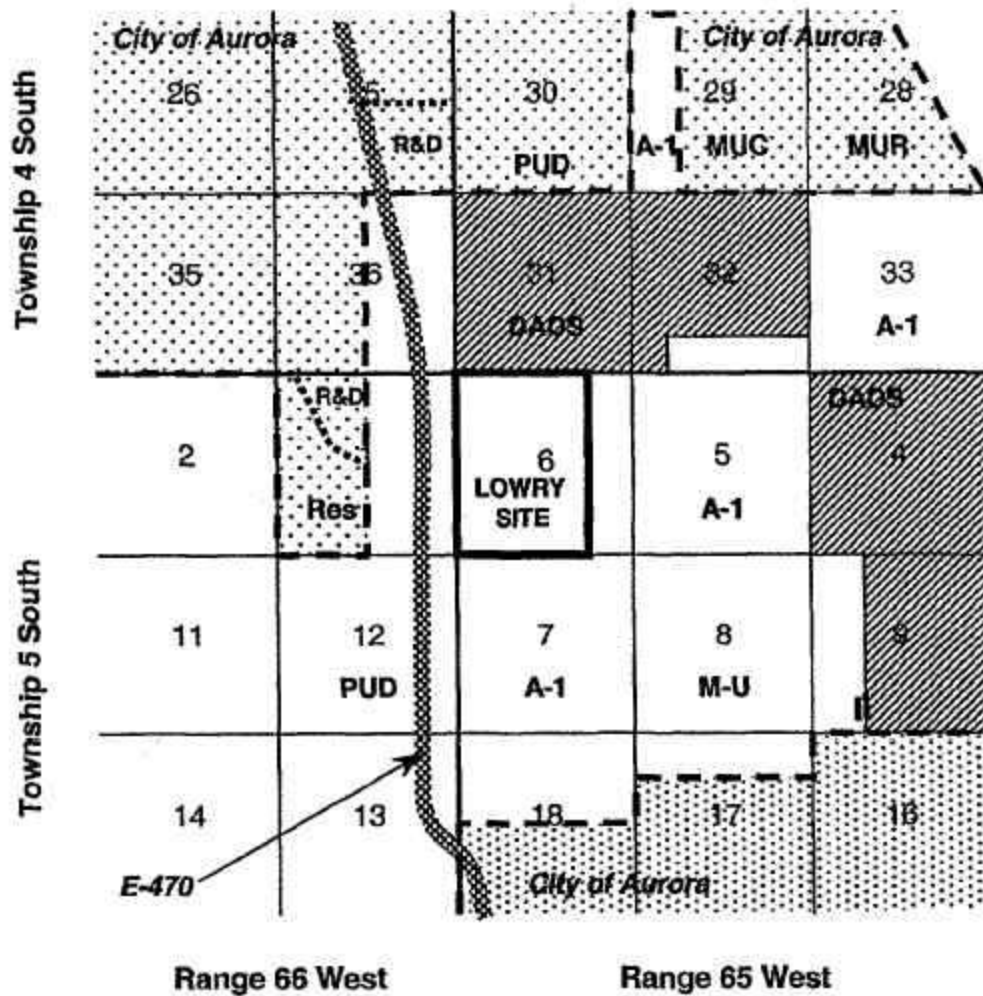 City of Aurora
City of Aurora
26
30
29
28
R&D
PUD
A-1
MUC
MUR
Township 4 South
35
36
31
32
33
DADS
A-1
R&D
DADS
2
6
5
4
LOWRY
SITE
Res
A-1
Township 5 South
11
12
7
8
9
PUD
A-1
M-U
14
13
18
17
16
E-470
City of Aurora
Range 66 West
Range 65 West